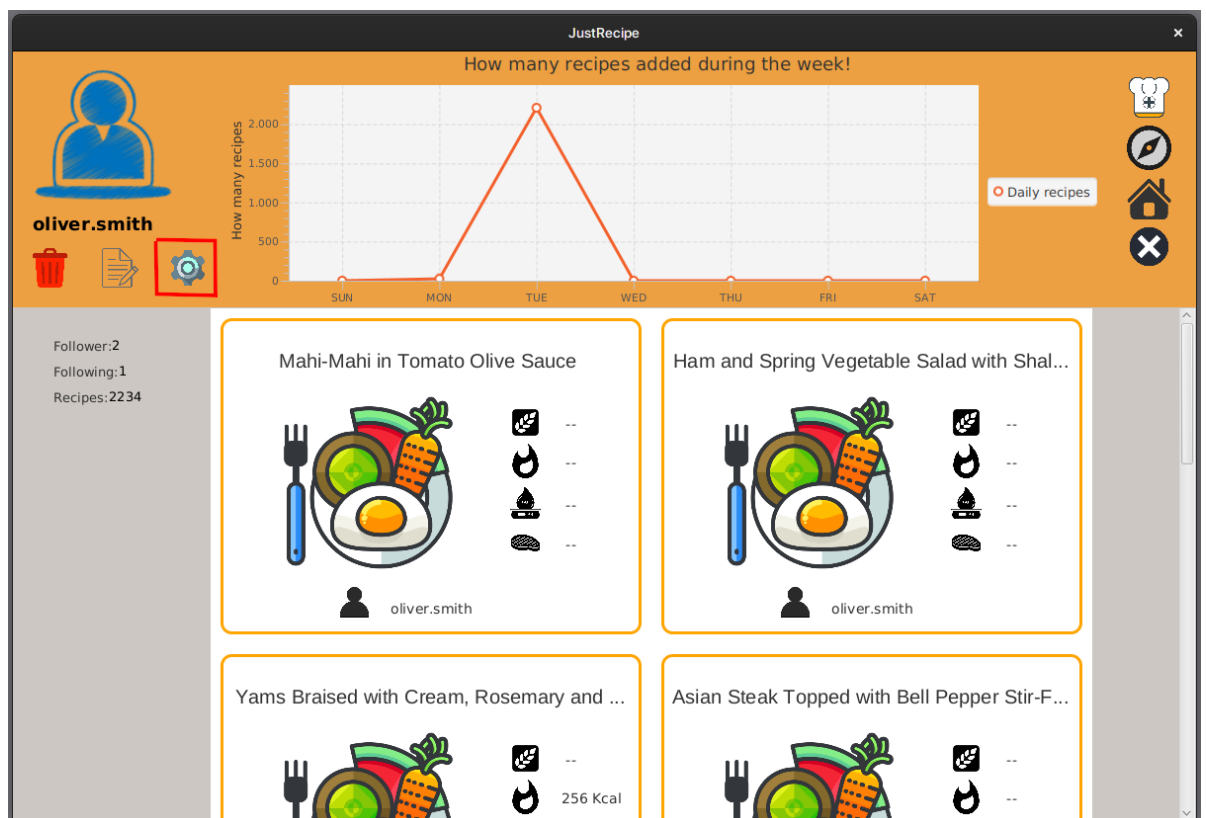 JustRecipe
×
How many recipes added during the week!
How many recipes
2.000
1.500
1.000
500
0
SUN MON TUE WED THU FRI SAT
Daily recipes
oliver.smith
Follower:2
Following:1
Recipes:2234
Mahi-Mahi in Tomato Olive Sauce
--
--
--
--
oliver.smith
Ham and Spring Vegetable Salad with Shal...
--
--
--
--
oliver.smith
Yams Braised with Cream, Rosemary and ...
--
256 Kcal
Asian Steak Topped with Bell Pepper Stir-F...
--
--